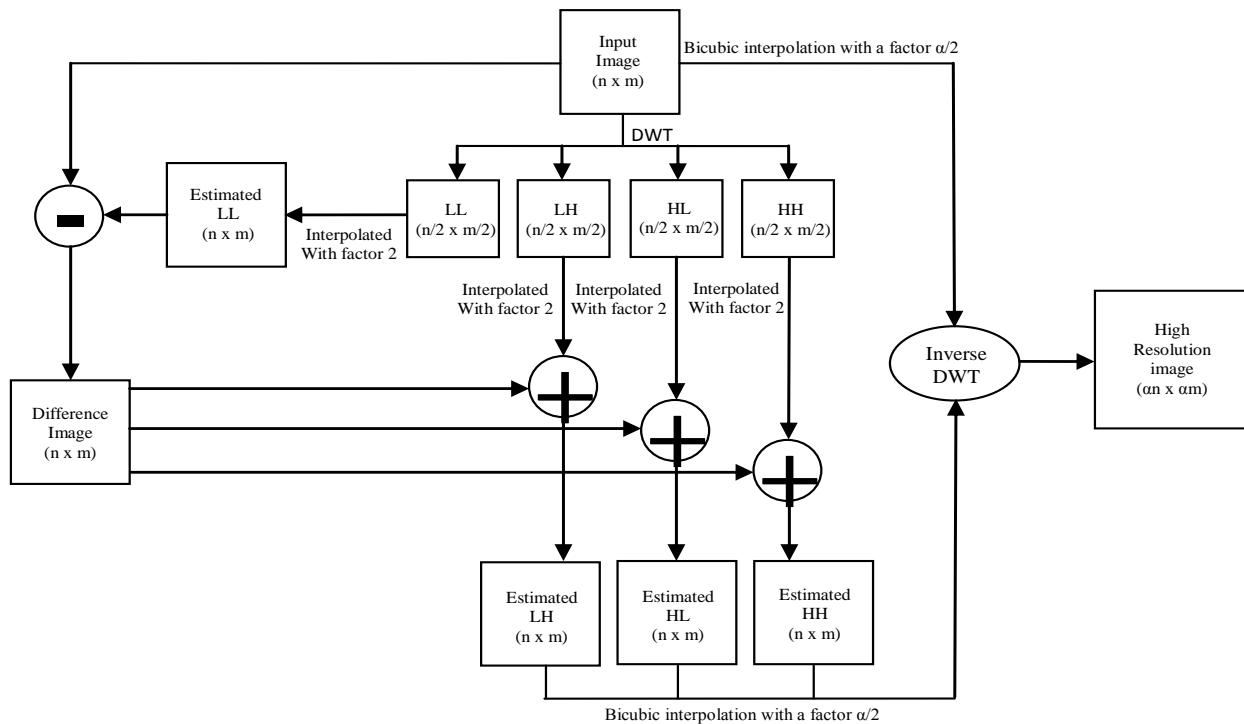 Input
Image
(n x m)
Bicubic interpolation with a factor α/2
DWT
Estimated
LL
(n x m)
LL
(n/2 x m/2)
LH
(n/2 x m/2)
HL
(n/2 x m/2)
HH
(n/2 x m/2)
Interpolated
With factor 2
Interpolated
With factor 2
Interpolated
With factor 2
Interpolated
With factor 2
Inverse
DWT
High
Resolution
image
(αn x αm)
Difference
Image
(n x m)
Estimated
LH
(n x m)
Estimated
HL
(n x m)
Estimated
HH
(n x m)
Bicubic interpolation with a factor α/2